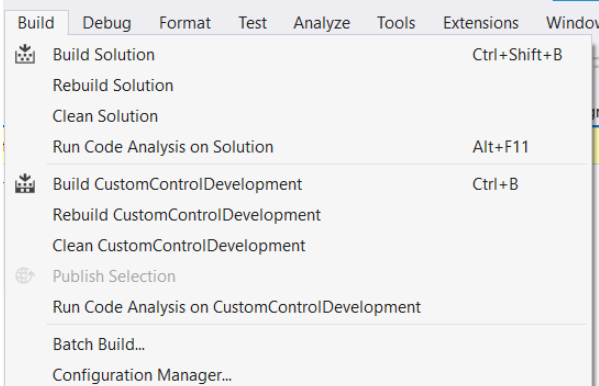 Build Debug Format Test Analyze Tools Extensions Window
Build Solution Ctrl+Shift+B
Rebuild Solution
Clean Solution
Run Code Analysis on Solution Alt+F11
Build CustomControlDevelopment Ctrl+B
Rebuild CustomControlDevelopment
Clean CustomControlDevelopment
Publish Selection
Run Code Analysis on CustomControlDevelopment
Batch Build...
Configuration Manager...